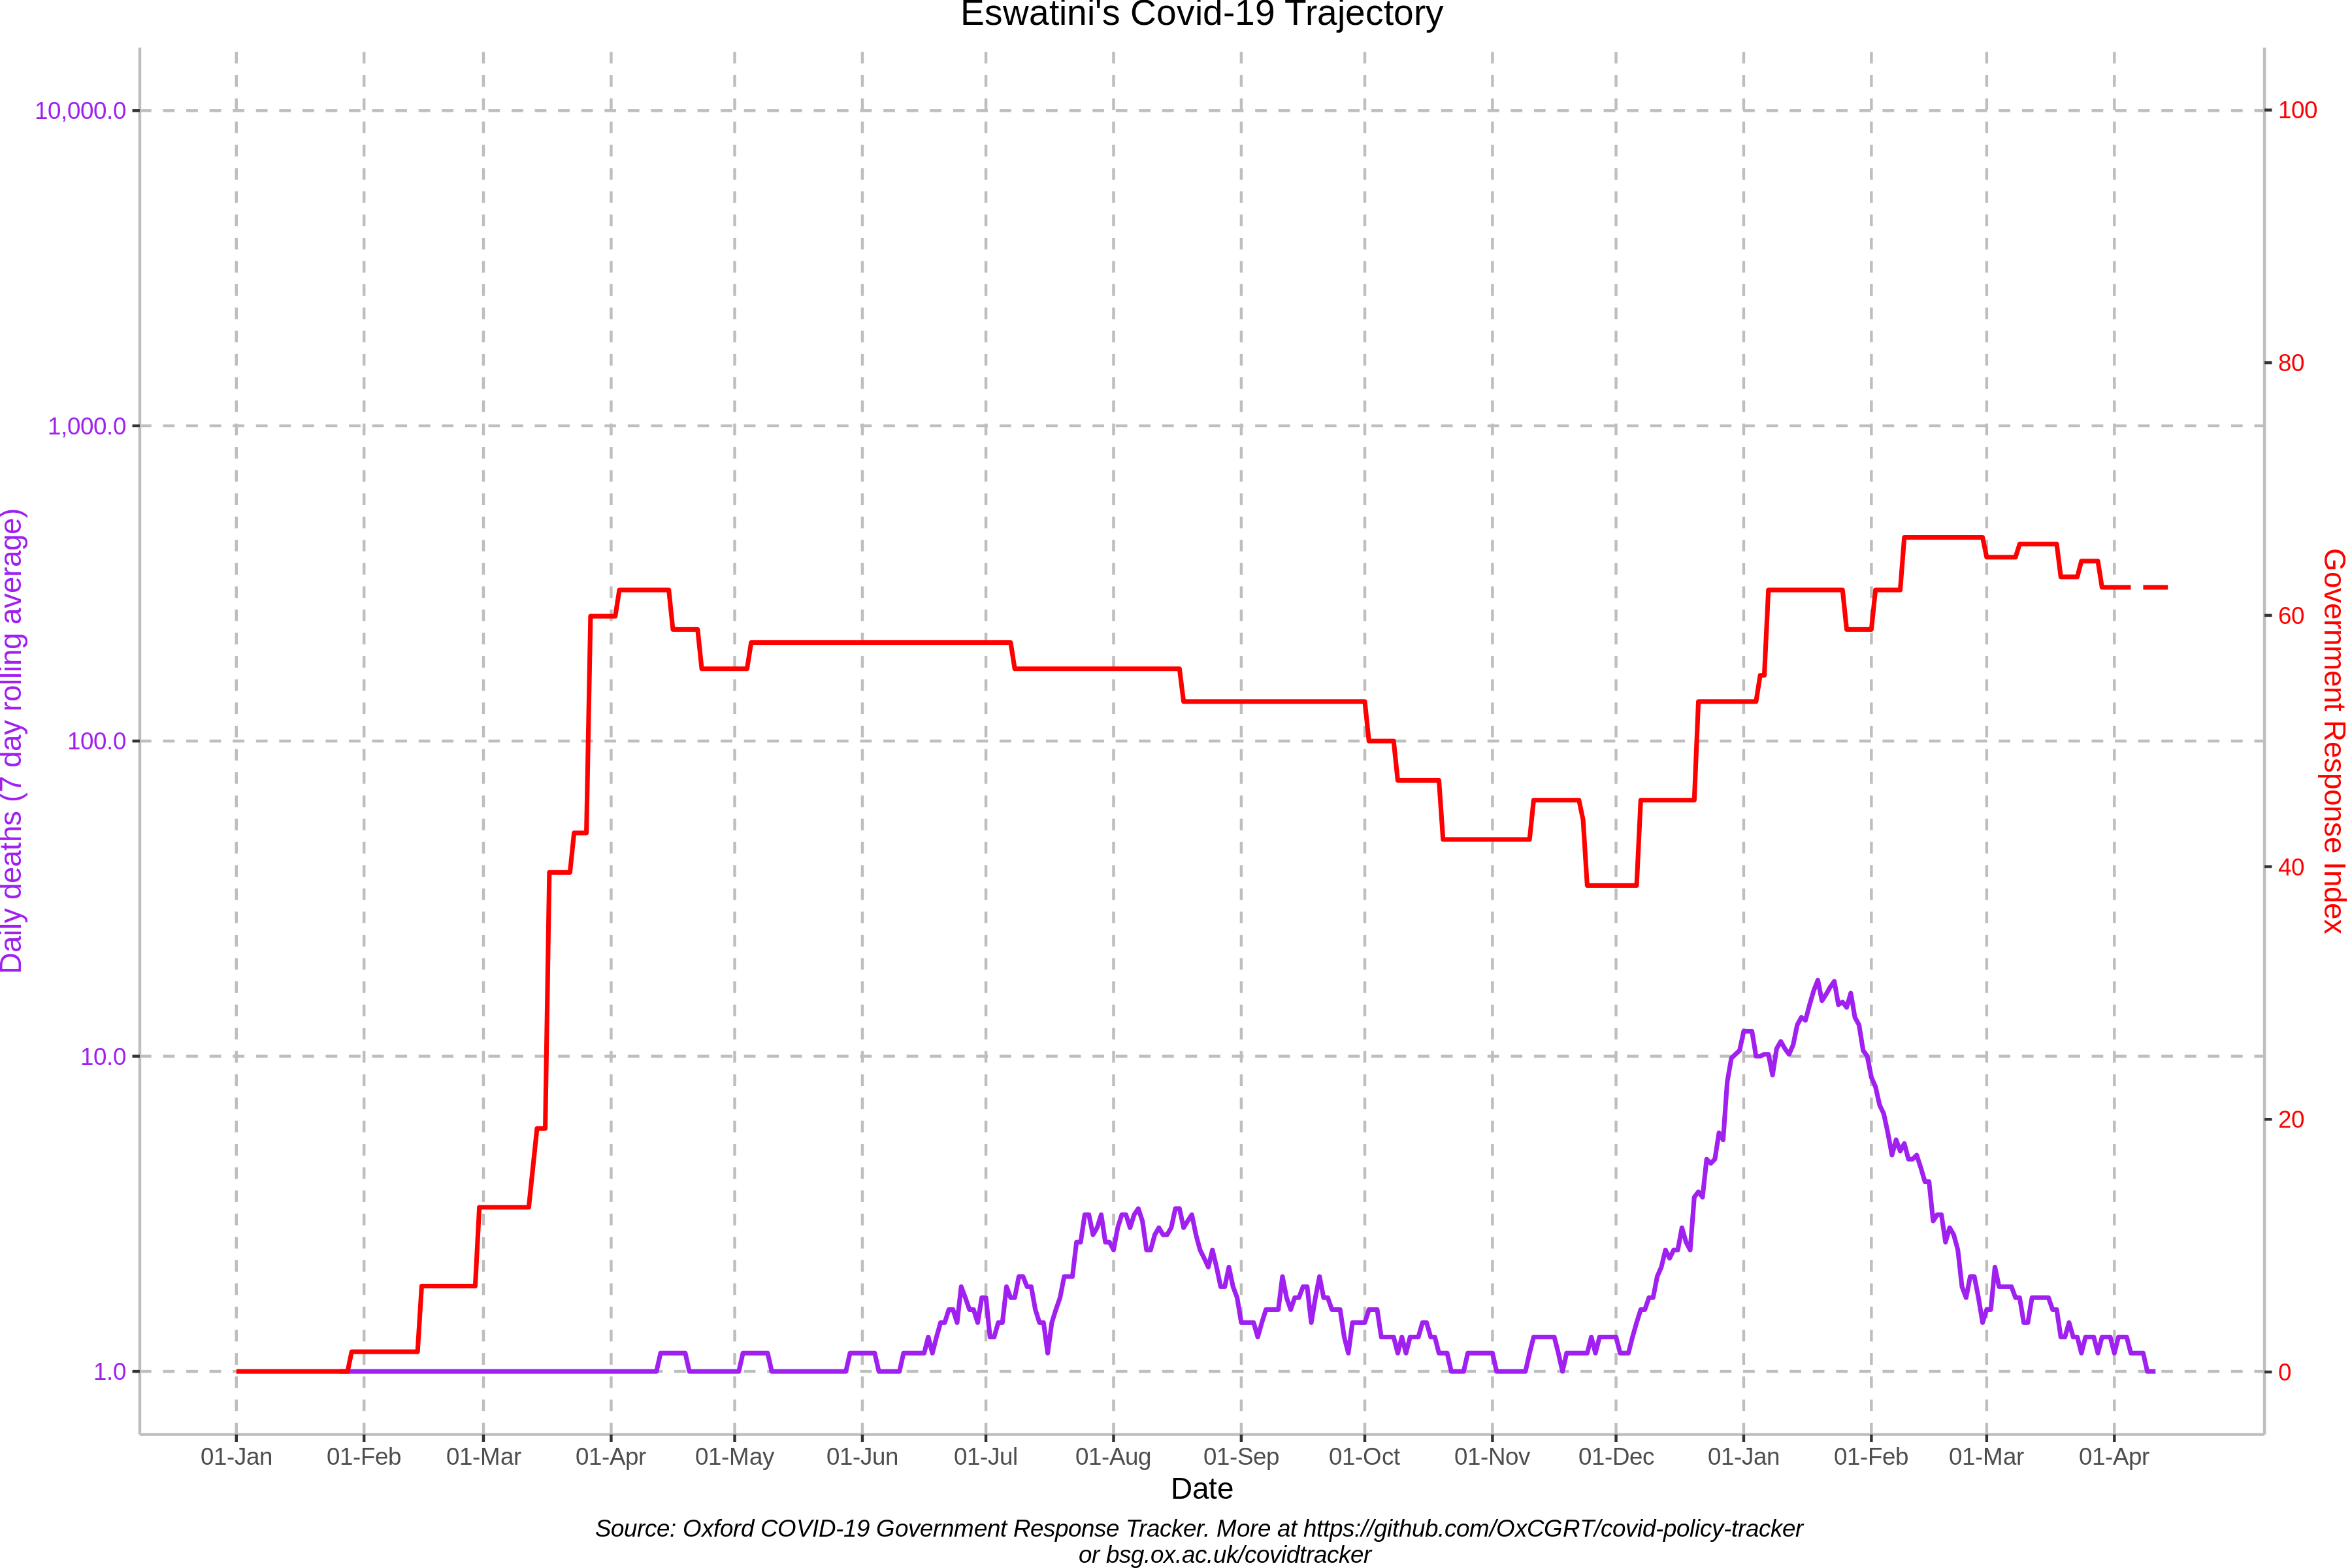 Eswatini's Covid-19 Trajectory
10,000.0
1,000.0
100.0
10.0
1.0
Daily deaths (7 day rolling average)
100
80
60
40
20
0
Government Response Index
01-Jan 01-Feb 01-Mar 01-Apr 01-May 01-Jun 01-Jul 01-Aug 01-Sep 01-Oct 01-Nov 01-Dec 01-Jan 01-Feb 01-Mar 01-Apr
Date
Source: Oxford COVID-19 Government Response Tracker. More at https://github.com/OxCGRT/covid-policy-tracker
or bsg.ox.ac.uk/covidtracker